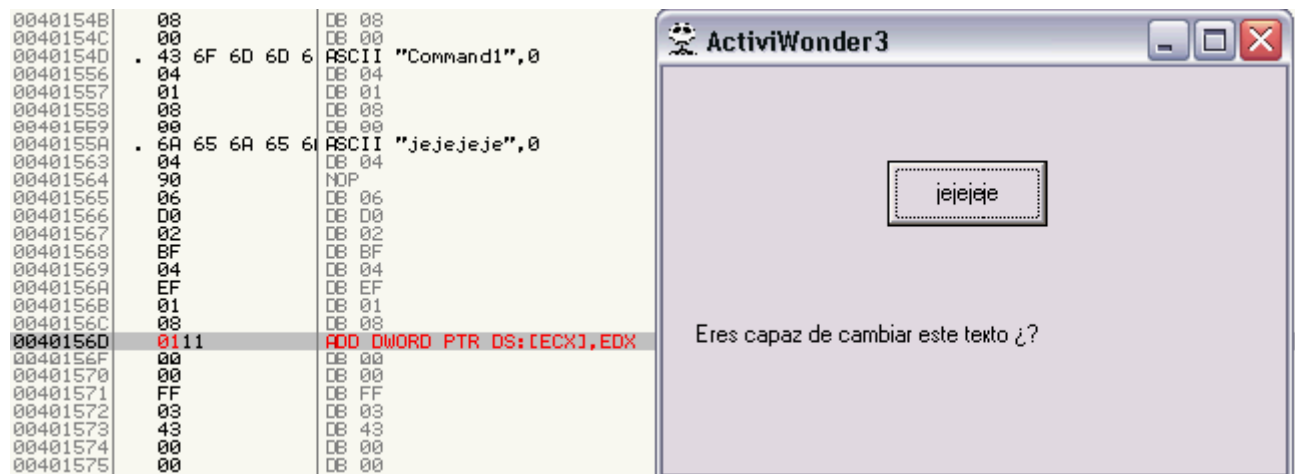 0040154B 08 DB 08
0040154C 00 DB 00
0040154D . 43 6F 6D 6D 6 ASCII "Command1",0
00401556 04 DB 04
00401557 01 DB 01
00401558 08 DB 08
00401559 00 DB 00
0040155A . 6A 65 6A 65 6 ASCII "jejejeje",0
00401563 04 DB 04
00401564 90 NOP
00401565 06 DB 06
00401566 D0 DB D0
00401567 02 DB 02
00401568 BF DB BF
00401569 04 DB 04
0040156A EF DB EF
0040156B 01 DB 01
0040156C 08 DB 08
0040156D 0111 ADD DWORD PTR DS:[ECX],EDX
0040156F 00 DB 00
00401570 00 DB 00
00401571 FF DB FF
00401572 03 DB 03
00401573 43 DB 43
00401574 00 DB 00
00401575 00 DB 00
ActiviWonder3
jejejeje
Eres capaz de cambiar este texto ¿?